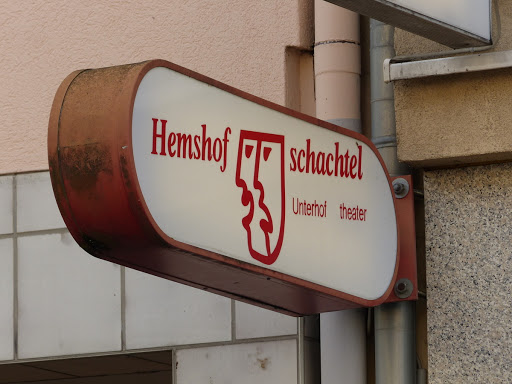 Hemshof schachtel
Unterhof theater